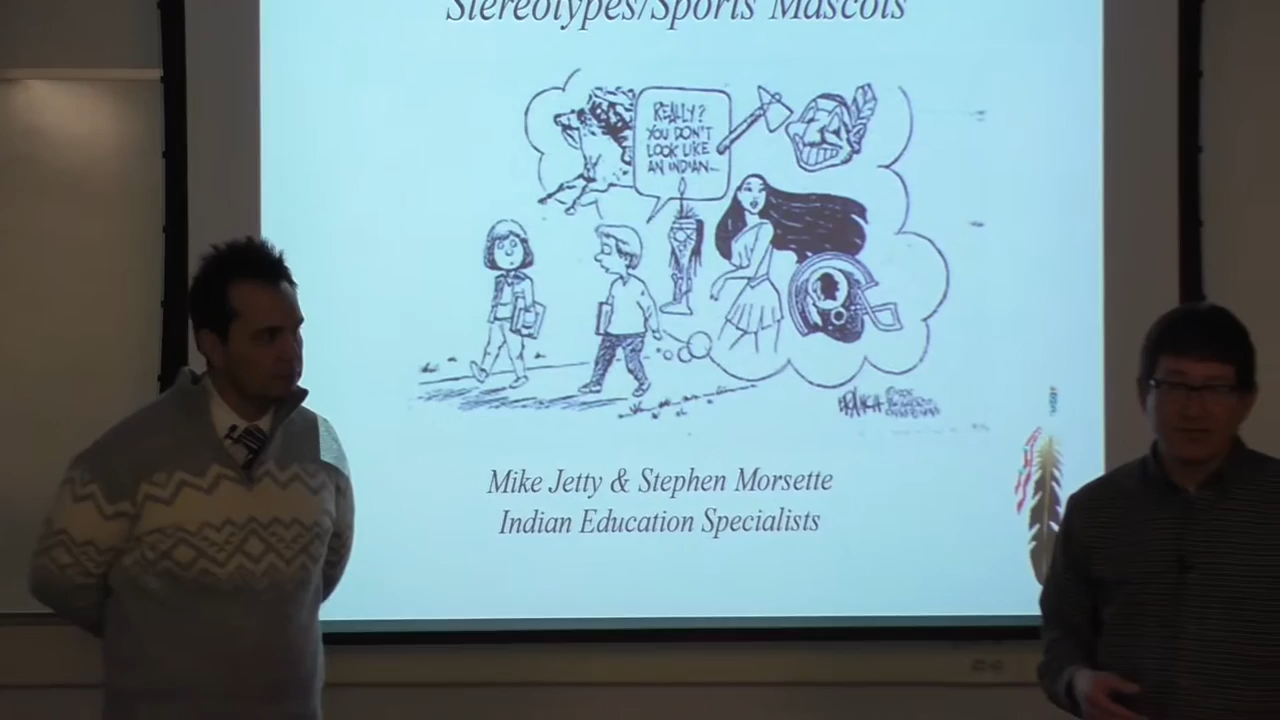 Stereotypes/Sports Mascots
REALLY?
YOU DON'T
LOOK LIKE
AN INDIAN...
Mike Jetty & Stephen Morsette
Indian Education Specialists